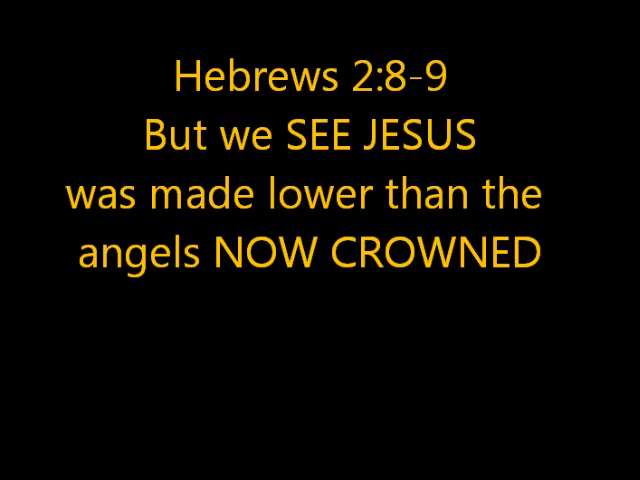 Hebrews 2:8-9
But we SEE JESUS
was made lower than the
angels NOW CROWNED